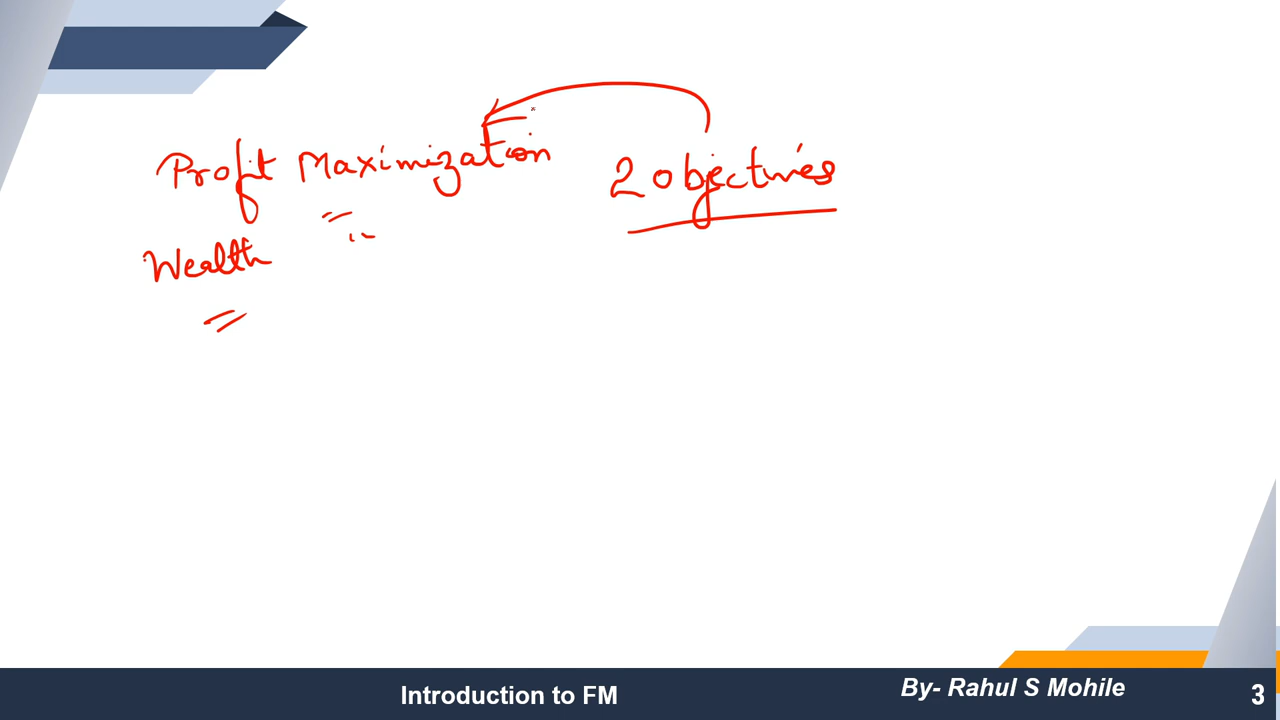 Profit Maximization 2 objectives
Wealth
Introduction to FM
By- Rahul S Mohile
3